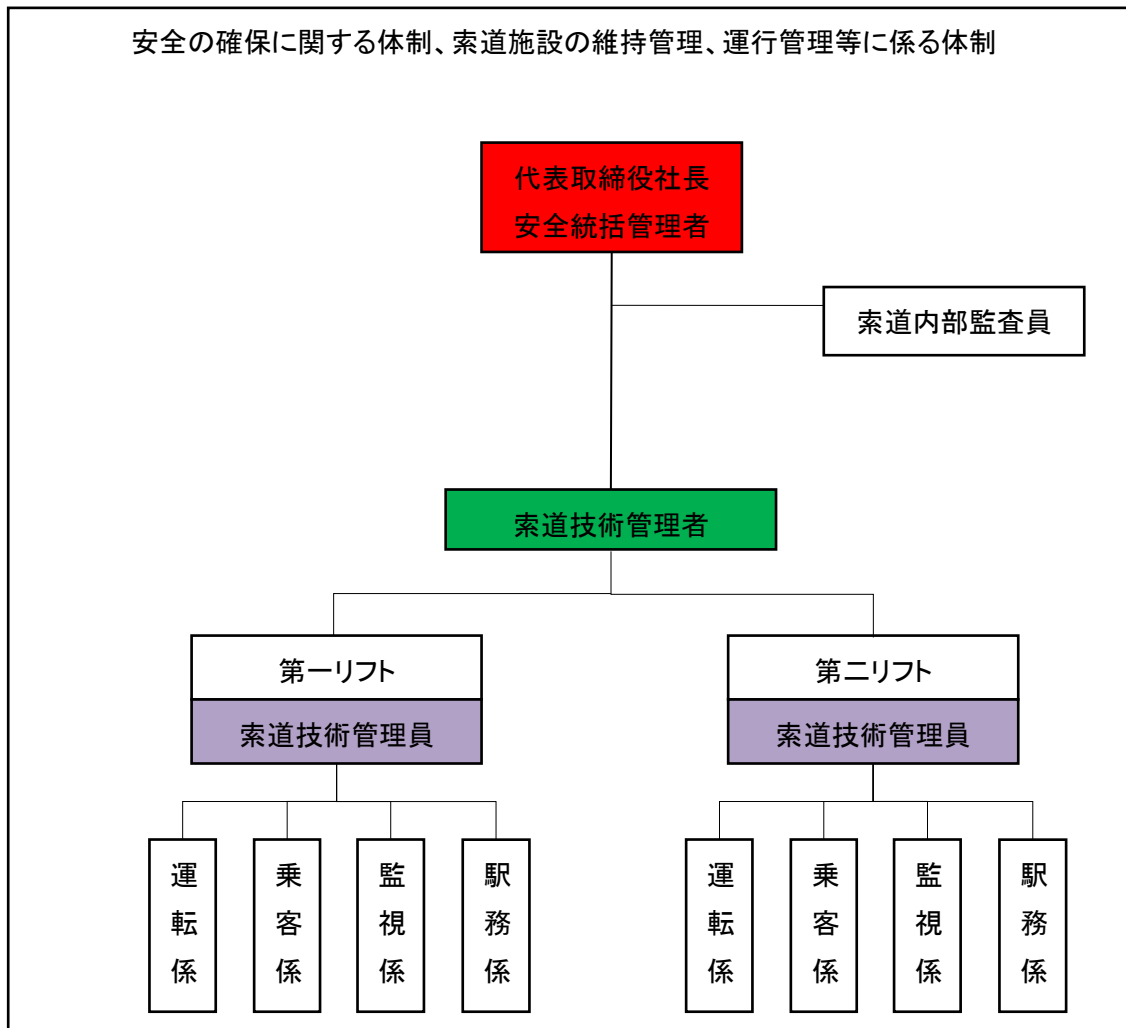 安全の確保に関する体制、索道施設の維持管理、運行管理等に係る体制
代表取締役社長
安全統括管理者
索道内部監査員
索道技術管理者
第一リフト
索道技術管理員
第二リフト
索道技術管理員
運転係
乗客係
監視係
駅務係
運転係
乗客係
監視係
駅務係